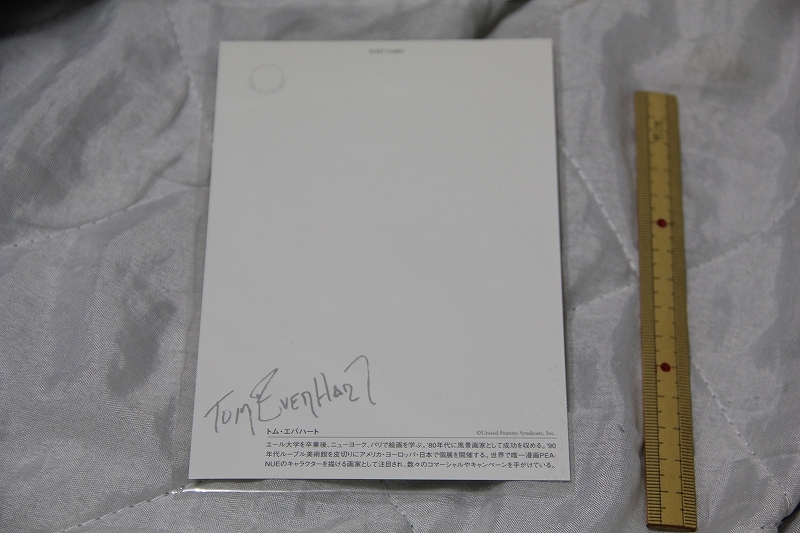 POST CARD
Tom EvErHarT
トム・エバハート
©United Feature Syndicate, Inc.
エール大学を卒業後、ニューヨーク、パリで絵画を学ぶ。'80年代に風景画家として成功を収める。'90
年代ルーブル美術館を皮切りにアメリカ・ヨーロッパ・日本で個展を開催する。世界で唯一漫画PEA-
NUEのキャラクターを描ける画家として注目され、数々のコマーシャルやキャンペーンを手がけている。